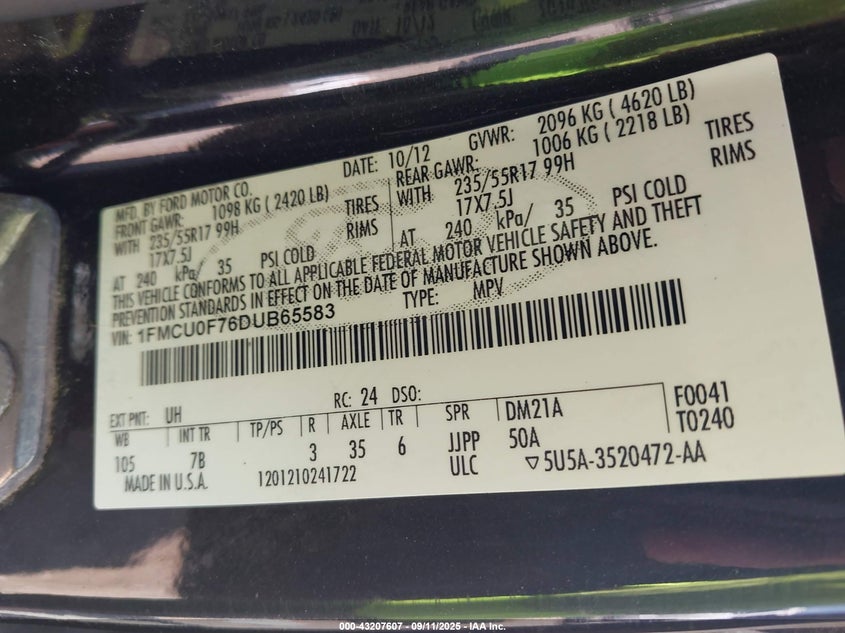 MFD. BY FORD MOTOR CO. DATE: 10/12 GVWR: 2096 KG ( 4620 LB)
FRONT GAWR: 1098 KG ( 2420 LB) REAR GAWR: 1006 KG ( 2218 LB)
WITH 235/55R17 99H TIRES WITH 235/55R17 99H TIRES
17X7.5J RIMS 17X7.5J RIMS
AT 240 kPa/ 35 PSI COLD AT 240 kPa/ 35 PSI COLD
THIS VEHICLE CONFORMS TO ALL APPLICABLE FEDERAL MOTOR VEHICLE SAFETY AND THEFT
PREVENTION STANDARDS IN EFFECT ON THE DATE OF MANUFACTURE SHOWN ABOVE.
VIN: 1FMCU0F76DUB65583 TYPE: MPV
EXT PNT: UH RC: 24 DSO: F0041
WB INT TR TP/PS R AXLE TR SPR DM21A T0240
105 7B 3 35 6 JJPP 50A
MADE IN U.S.A. 1201210241722 ULC ▽5U5A-3520472-AA
000-43207607 - 09/11/2025 - IAA Inc.